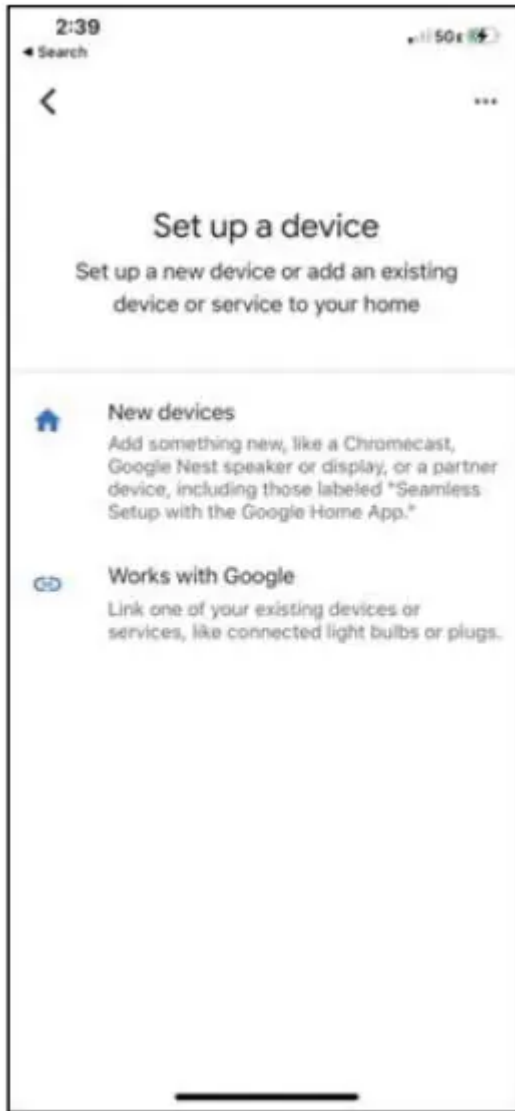 2:39
◀ Search
5G
Set up a device
Set up a new device or add an existing
device or service to your home
New devices
Add something new, like a Chromecast,
Google Nest speaker or display, or a partner
device, including those labeled "Seamless
Setup with the Google Home App."
Works with Google
Link one of your existing devices or
services, like connected light bulbs or plugs.